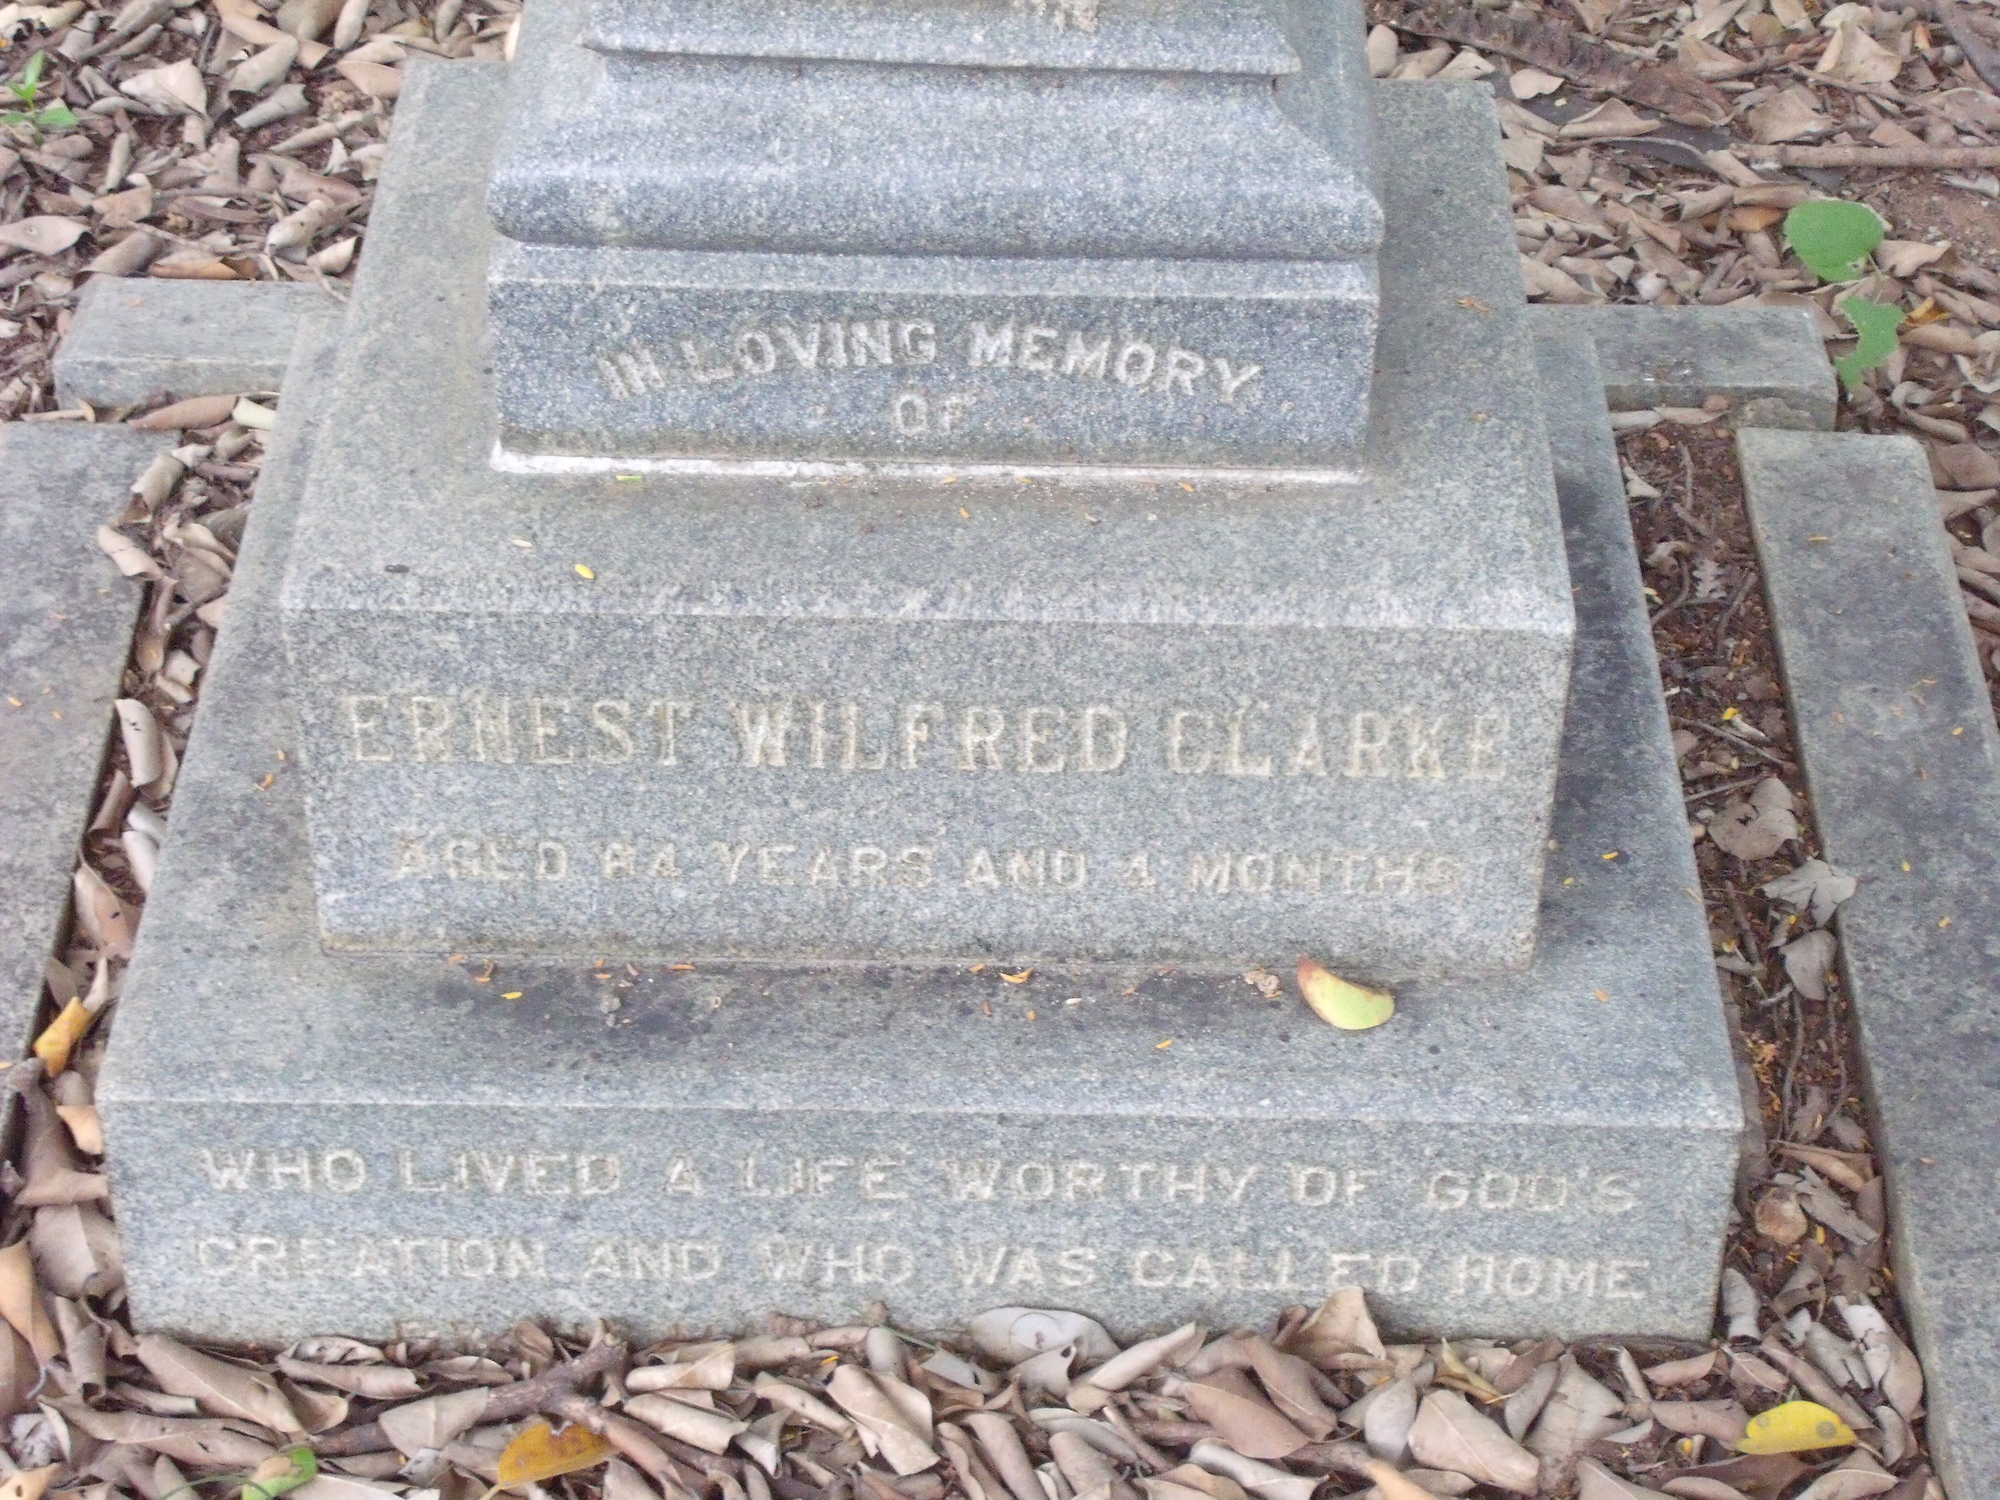 IN LOVING MEMORY
OF
ERNEST WILFRED CLARKE
AGED 84 YEARS AND 4 MONTHS
WHO LIVED A LIFE WORTHY OF GOD'S
CREATION AND WHO WAS CALLED HOME